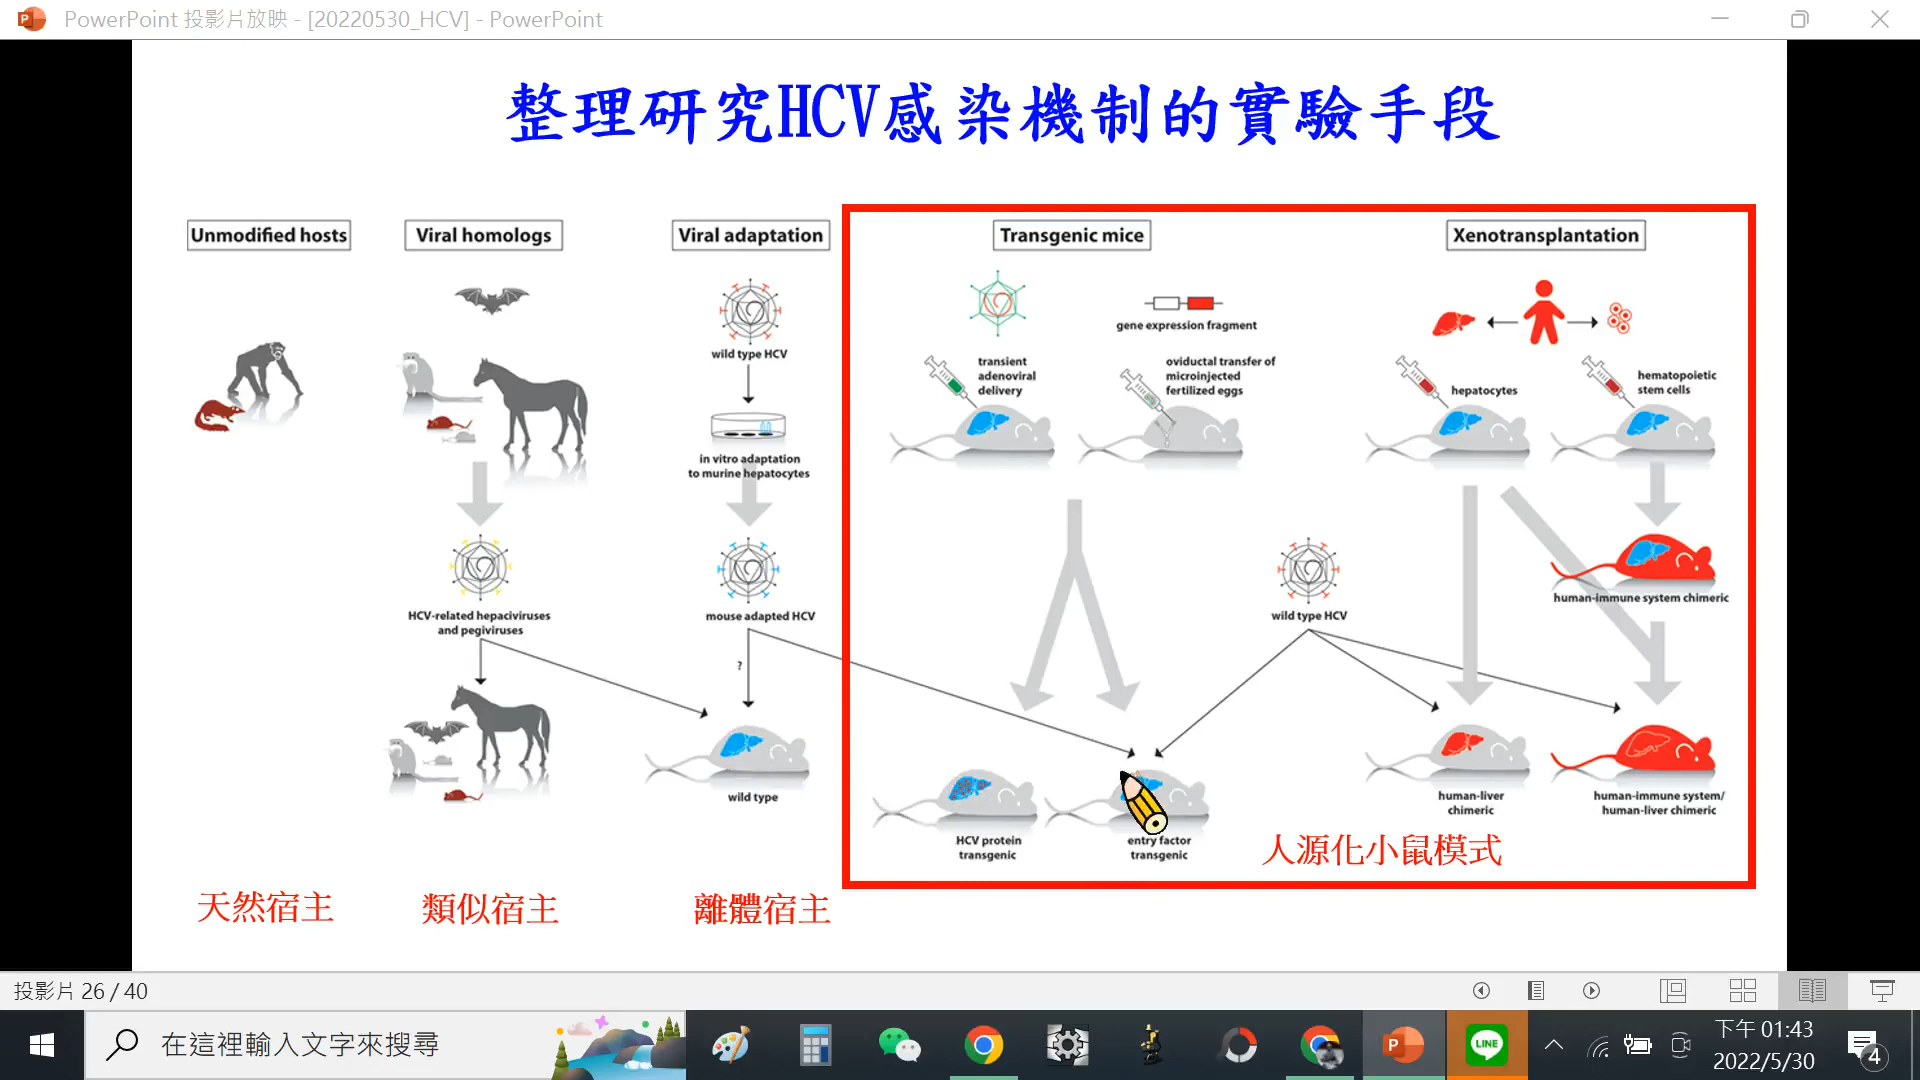 PowerPoint 投影片放映 - [20220530_HCV] - PowerPoint
整理研究HCV感染機制的實驗手段
Unmodified hosts
Viral homologs
Viral adaptation
Transgenic mice
Xenotransplantation
wild type HCV
gene expression fragment
transient
adenoviral
delivery
oviductal transfer of
microinjected
fertilized eggs
hepatocytes
hematopoietic
stem cells
in vitro adaptation
to murine hepatocytes
HCV-related hepaciviruses
and pegiviruses
mouse adapted HCV
wild type HCV
human-immune system chimeric
?
wild type
HCV protein
transgenic
entry factor
transgenic
human-liver
chimeric
human-immune system/
human-liver chimeric
人源化小鼠模式
天然宿主
類似宿主
離體宿主
投影片 26 / 40
在這裡輸入文字來搜尋
P
LINE
下午 01:43
2022/5/30
4